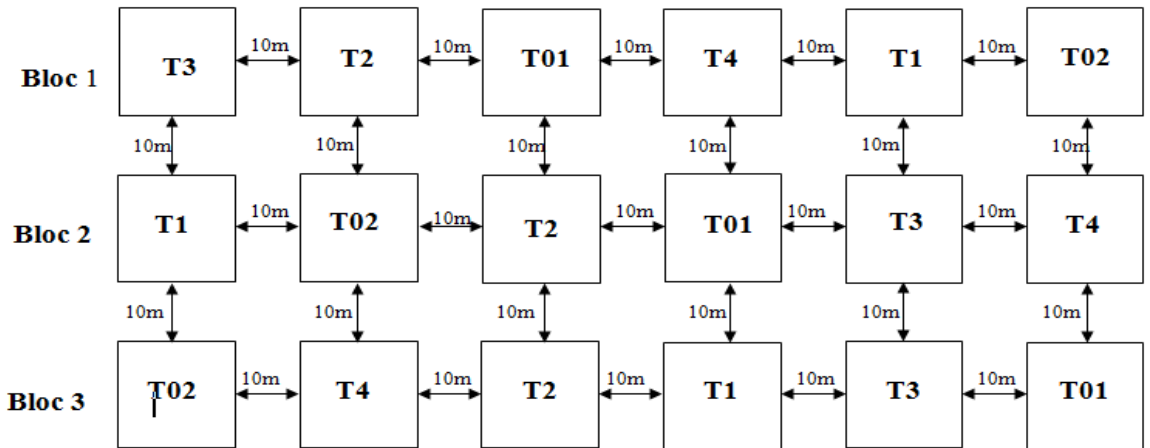 10m 10m 10m 10m 10m
Bloc 1 T3 T2 T01 T4 T1 T02
10m 10m 10m 10m 10m 10m
10m 10m 10m 10m 10m
Bloc 2 T1 T02 T2 T01 T3 T4
10m 10m 10m 10m 10m 10m
10m 10m 10m 10m 10m
Bloc 3 T02 T4 T2 T1 T3 T01